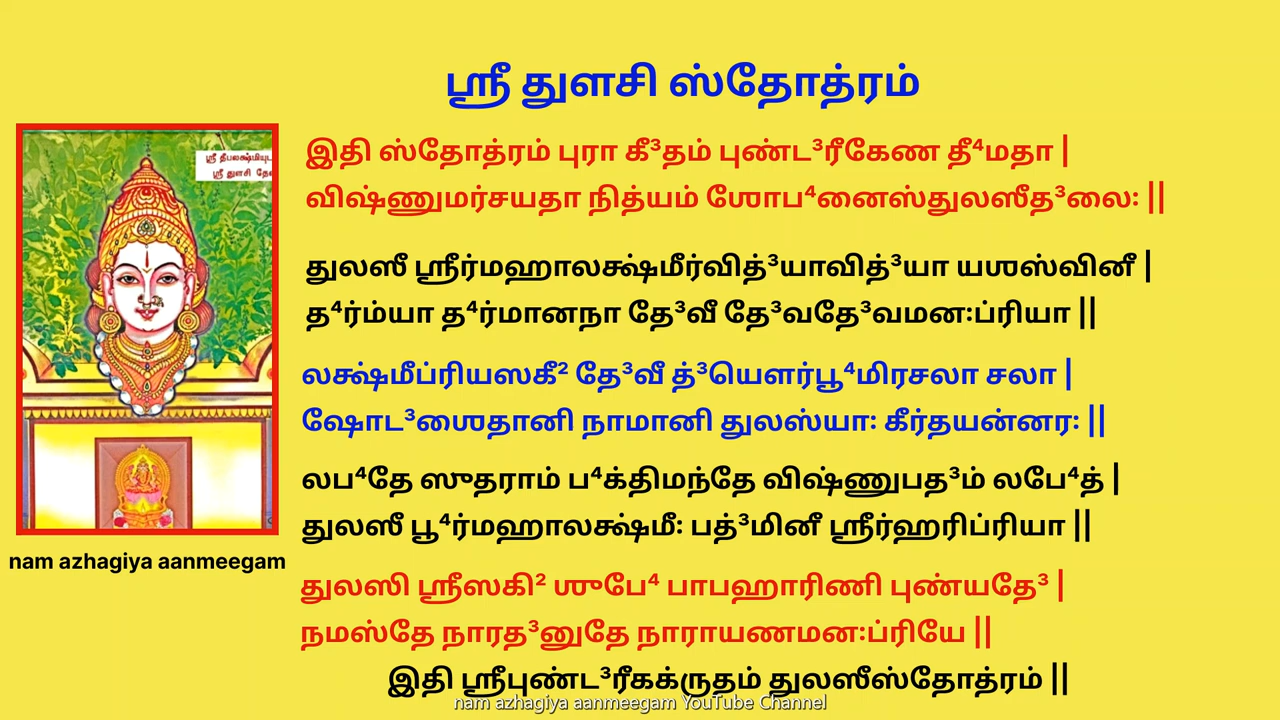 ஸ்ரீ துளசி ஸ்தோத்ரம்
ஸ்ரீ தீபலக்ஷ்மியுட
ஸ்ரீ துளசி தே
இதி ஸ்தோத்ரம் புரா கீ³தம் புண்ட³ரீகேண தீ⁴மதா |
விஷ்ணுமர்சயதா நித்யம் ஶோப⁴னைஸ்துலஸீத³லை: ||
துலஸீ ஸ்ரீர்மஹாலக்ஷ்மீர்வித்³யாவித்³யா யஶஸ்வினீ |
த⁴ர்ம்யா த⁴ர்மானநா தே³வீ தே³வதே³வமன:ப்ரியா ||
லக்ஷ்மீப்ரியஸகீ² தே³வீ த்³யௌர்பூ⁴மிரசலா சலா |
ஷோட³ஶைதானி நாமானி துலஸ்யா: கீர்தயன்னர: ||
லப⁴தே ஸுதராம் ப⁴க்திமந்தே விஷ்ணுபத³ம் லபே⁴த் |
துலஸீ பூ⁴ர்மஹாலக்ஷ்மீ: பத்³மினீ ஸ்ரீர்ஹரிப்ரியா ||
துலஸி ஸ்ரீஸகி² ஶுபே⁴ பாபஹாரிணி புண்யதே³ |
நமஸ்தே நாரத³னுதே நாராயணமன:ப்ரியே ||
இதி ஸ்ரீபுண்ட³ரீகக்ருதம் துலஸீஸ்தோத்ரம் ||
nam azhagiya aanmeegam
nam azhagiya aanmeegam YouTube Channel